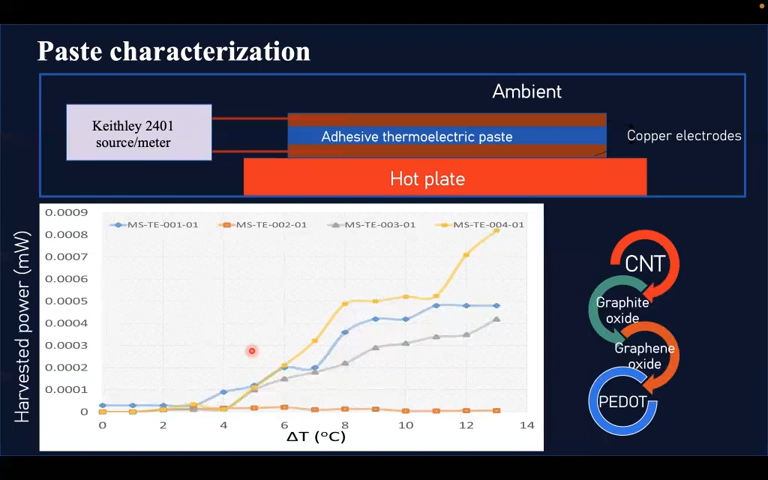 Paste characterization
Ambient
Keithley 2401
source/meter
Adhesive thermoelectric paste
Copper electrodes
Hot plate
Harvested power (mW)
0.0009
0.0008
0.0007
0.0006
0.0005
0.0004
0.0003
0.0002
0.0001
0
MS-TE-001-01 MS-TE-002-01 MS-TE-003-01 MS-TE-004-01
0 2 4 6 8 10 12 14
ΔT (°C)
CNT
Graphite
oxide
Graphene
oxide
PEDOT